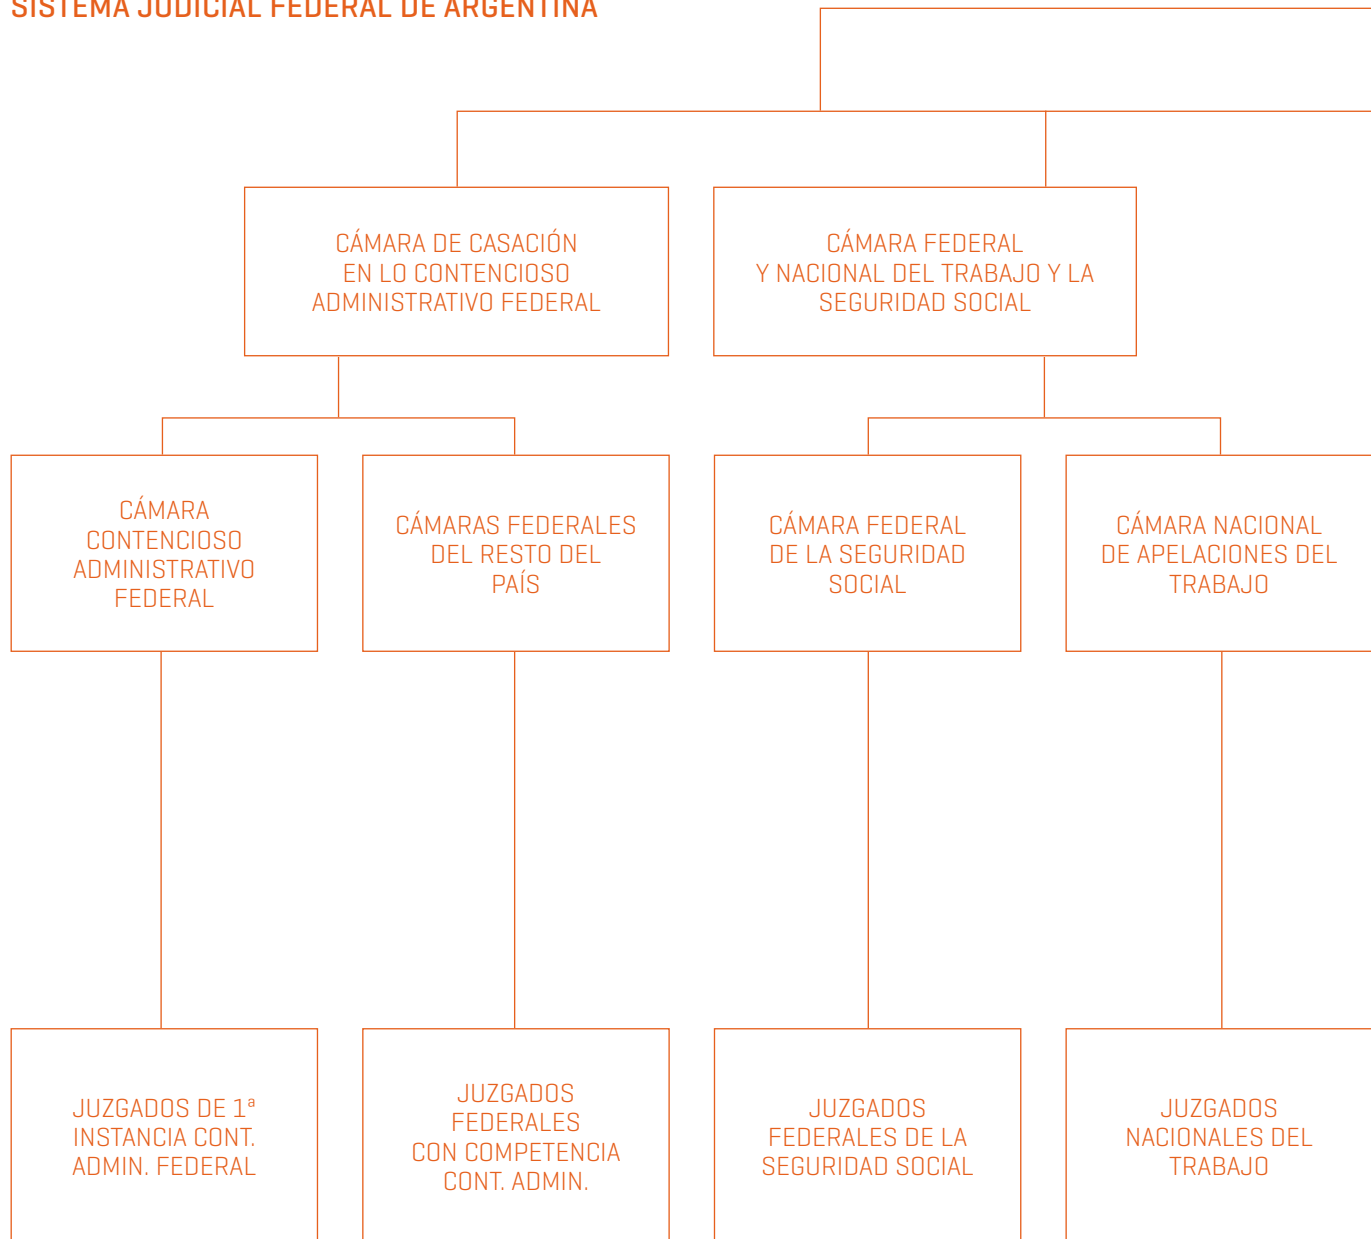 SISTEMA JUDICIAL FEDERAL DE ARGENTINA
CÁMARA DE CASACIÓN
EN LO CONTENCIOSO
ADMINISTRATIVO FEDERAL
CÁMARA FEDERAL
Y NACIONAL DEL TRABAJO Y LA
SEGURIDAD SOCIAL
CÁMARA
CONTENCIOSO
ADMINISTRATIVO
FEDERAL
CÁMARAS FEDERALES
DEL RESTO DEL
PAÍS
CÁMARA FEDERAL
DE LA SEGURIDAD
SOCIAL
CÁMARA NACIONAL
DE APELACIONES DEL
TRABAJO
JUZGADOS DE 1ª
INSTANCIA CONT.
ADMIN. FEDERAL
JUZGADOS
FEDERALES
CON COMPETENCIA
CONT. ADMIN.
JUZGADOS
FEDERALES DE LA
SEGURIDAD SOCIAL
JUZGADOS
NACIONALES DEL
TRABAJO